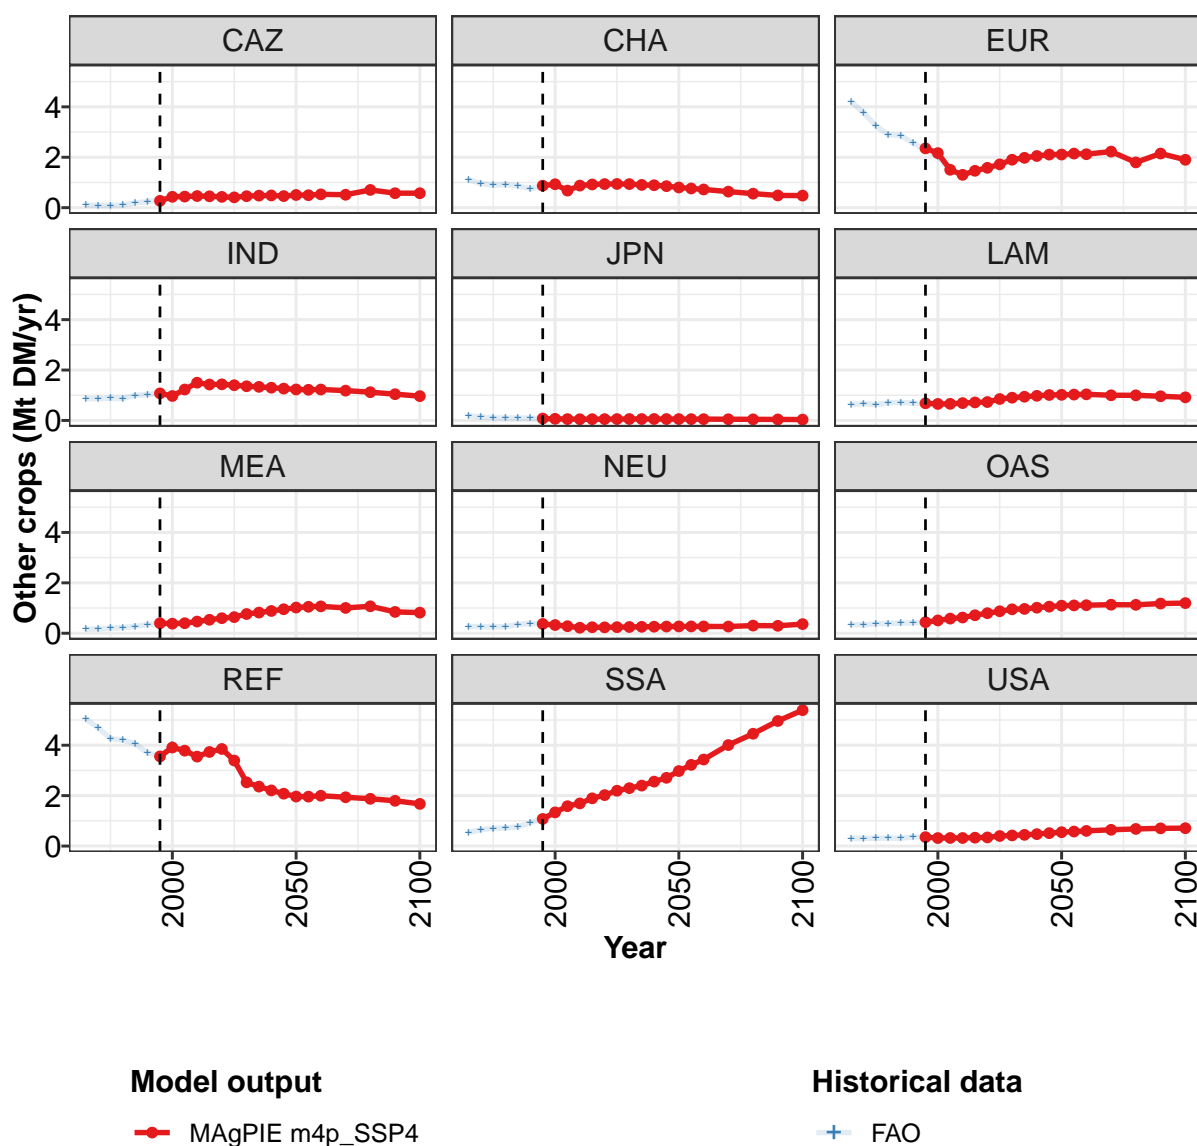 CAZ CHA EUR
4
2
0
IND JPN LAM
4
2
0
MEA NEU OAS
4
2
0
REF SSA USA
4
2
0
Other crops (Mt DM/yr)
2000 2050 2100 2000 2050 2100 2000 2050 2100
Year
Model output Historical data
MAgPIE m4p_SSP4 FAO